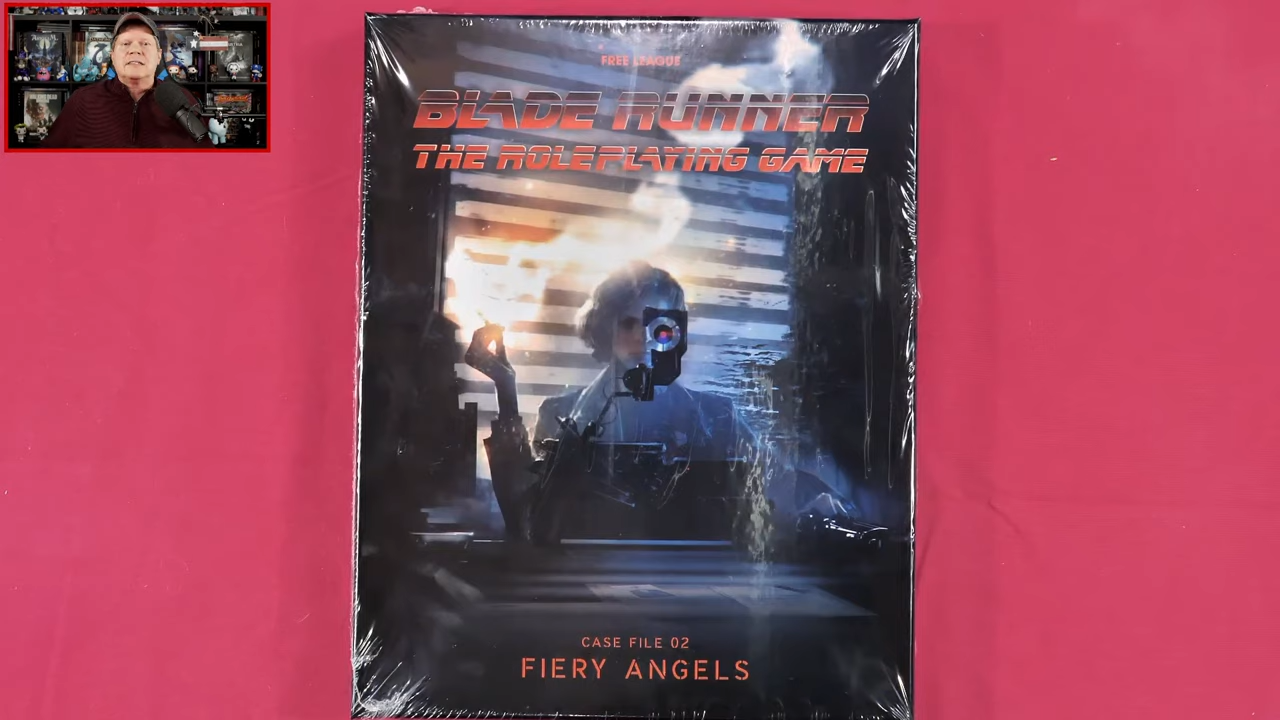 FREE LEAGUE
BLADE RUNNER
THE ROLEPLAYING GAME
CASE FILE 02
FIERY ANGELS